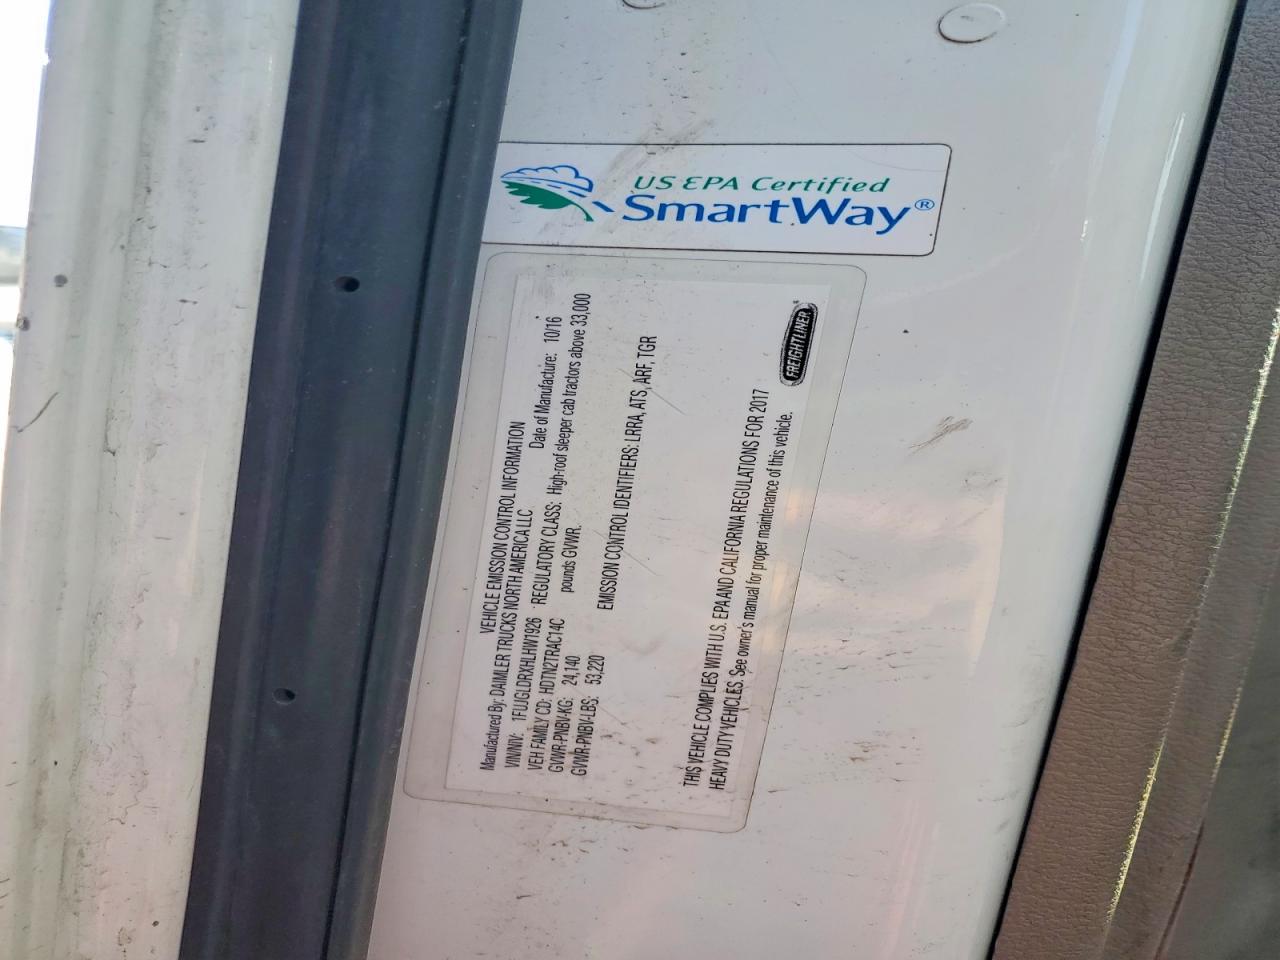 US EPA Certified
SmartWay®
VEHICLE EMISSION CONTROL INFORMATION
Manufactured By: DAIMLER TRUCKS NORTH AMERICA LLC
Date of Manufacture: 10/16
VIN/NIV: 1FUJGLDRXHLHW1926
REGULATORY CLASS: High-roof sleeper cab tractors above 33,000
pounds GVWR.
VEH FAMILY CD: HDTN2TRAC14C
GVWR-PNBV-KG: 24,140
GVWR-PNBV-LBS: 53,220
EMISSION CONTROL IDENTIFIERS: LRRA, ATS, ARF, TGR
THIS VEHICLE COMPLIES WITH U.S. EPA AND CALIFORNIA REGULATIONS FOR 2017
HEAVY DUTY VEHICLES. See owner's manual for proper maintenance of this vehicle.
FREIGHTLINER